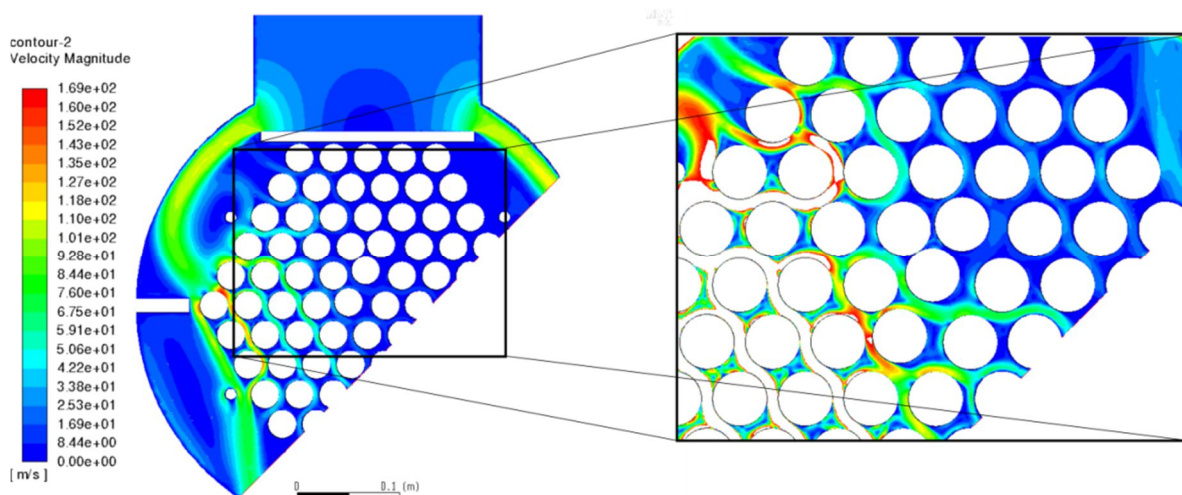 contour-2
Velocity Magnitude
1.69e+02
1.60e+02
1.52e+02
1.43e+02
1.35e+02
1.27e+02
1.18e+02
1.10e+02
1.01e+02
9.28e+01
8.44e+01
7.60e+01
6.75e+01
5.91e+01
5.06e+01
4.22e+01
3.38e+01
2.53e+01
1.69e+01
8.44e+00
0.00e+00
[ m/s ]
0 0.1 (m)